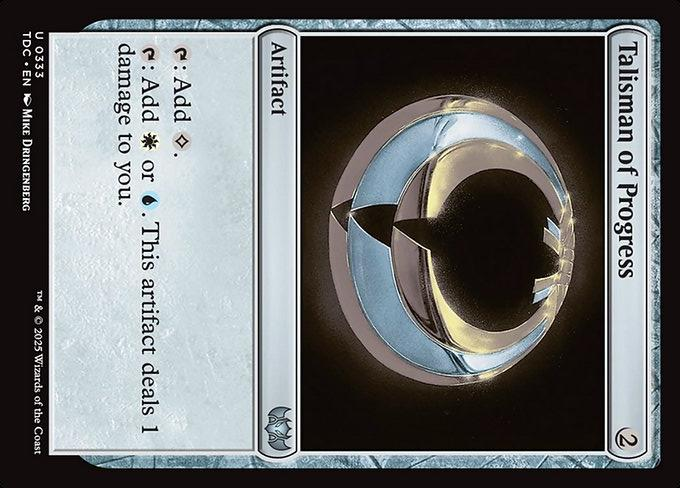 Talisman of Progress 2
Artifact
: Add .
: Add or . This artifact deals 1
damage to you.
U 0333
TDC • EN Mike Dringenberg
™ & © 2025 Wizards of the Coast